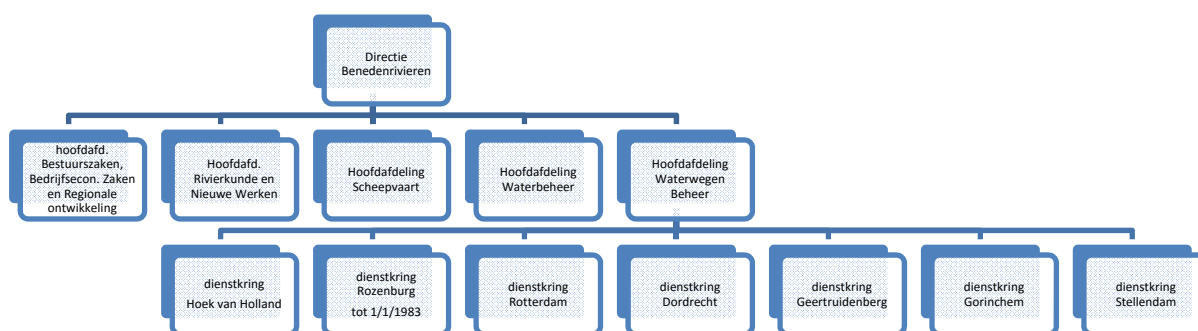 Directie
Benedenrivieren
hoofdafd.
Bestuurszaken,
Bedrijfsecon. Zaken
en Regionale
ontwikkeling
Hoofdafd.
Rivierkunde en
Nieuwe Werken
Hoofdafdeling
Scheepvaart
Hoofdafdeling
Waterbeheer
Hoofdafdeling
Waterwegen
Beheer
dienstkring
Hoek van Holland
dienstkring
Rozenburg
tot 1/1/1983
dienstkring
Rotterdam
dienstkring
Dordrecht
dienstkring
Geertruidenberg
dienstkring
Gorinchem
dienstkring
Stellendam